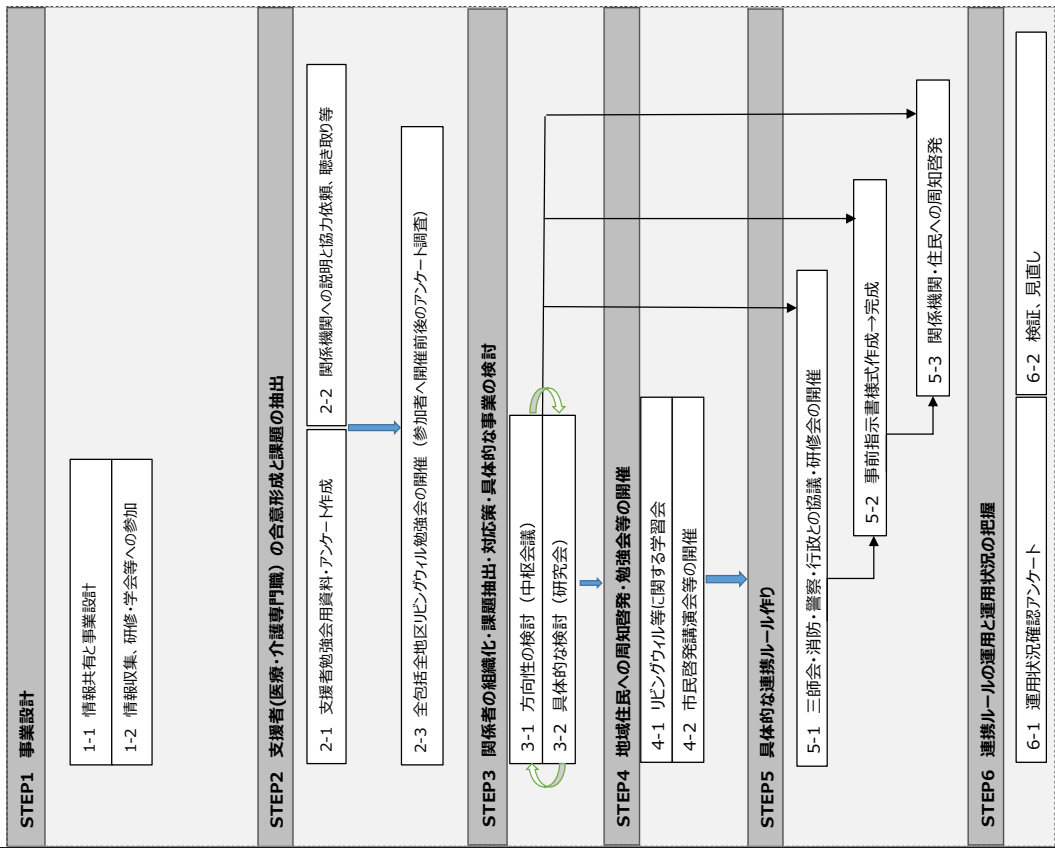 STEP1 事業設計
1-1 情報共有と事業設計
1-2 情報収集、研修・学会等への参加
STEP2 支援者(医療・介護専門職)の合意形成と課題の抽出
2-1 支援者勉強会用資料・アンケート作成
2-2 関係機関への説明と協力依頼、聴き取り等
2-3 全包括全地区リビングウィル勉強会の開催(参加者へ開催前後のアンケート調査)
STEP3 関係者の組織化・課題抽出・対応策・具体的な事業の検討
3-1 方向性の検討(中枢会議)
3-2 具体的な検討(研究会)
STEP4 地域住民への周知啓発・勉強会等の開催
4-1 リビングウィル等に関する学習会
4-2 市民啓発講演会等の開催
STEP5 具体的な連携ルール作り
5-1 三師会・消防・警察・行政との協議・研修会の開催
5-2 事前指示書様式作成→完成
5-3 関係機関・住民への周知啓発
STEP6 連携ルールの運用と運用状況の把握
6-1 運用状況確認アンケート
6-2 検証、見直し